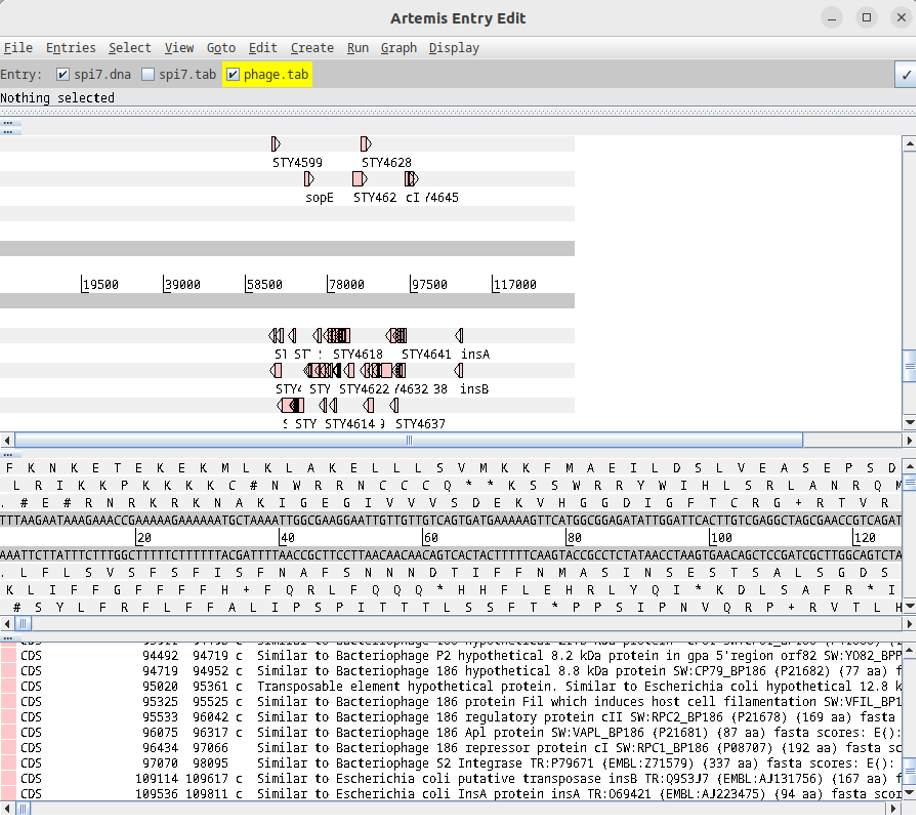 Artemis Entry Edit
File Entries Select View Goto Edit Create Run Graph Display
Entry: spi7.dna spi7.tab phage.tab
Nothing selected
STY4599 STY4628
sopE STY462 cI /4645
19500 39000 58500 78000 97500 117000
STY4618 STY4641 insA
STY4 STY STY4622 /4632 38 insB
STY STY4614 STY4637
F K N K E T E K E K M L K L A K E L L L S V M K K F M A E I L D S L V E A S E P S D
L R I K K P K K K K C # N W R R N C C C Q * * K S S W R R Y W I H L S R L A N R Q M
. # E # R N R K R K N A K I G E G I V V V S D E K V H G G D I G F T C R G + R T V R
TTTAAGAATAAAGAAACCGAAAAAGAAAAAATGCTAAAATTGGCGAAGGAATTGTTGTTGTCAGTGATGAAAAAGTTCATGGCGGAGATATTGGATTCACTTGTCGAGGCTAGCGAACCGTCAGAT
20 40 60 80 100 120
AAATTCTTATTTCTTTGGCTTTTTCTTTTTTACGATTTTAACCGCTTCCTTAACAACAACAGTCACTACTTTTTCAAGTACCGCCTCTATAACCTAAGTGAACAGCTCCGATCGCTTGGCAGTCTA
. L F L S V S F S F I S F N A F S N N N D T I F F N M A S I N S E S T S A L S G D S
K L I F F G F F F F H + F Q R L F Q Q Q * H H F L E H R L Y Q I * K D L S A F R * I
# S Y L F R F L F F A L I P S P I T T T L S S F T * P P S I P N V Q R P + R V T L H
CDS 94492 94719 c Similar to Bacteriophage P2 hypothetical 8.2 kDa protein in gpa 5'region orf82 SW:YO82_BPP
CDS 94719 94952 c Similar to Bacteriophage 186 hypothetical 8.8 kDa protein SW:CP79_BP186 (P21682) (77 aa) f
CDS 95020 95361 c Transposable element hypothetical protein. Similar to Escherichia coli hypothetical 12.8 k
CDS 95325 95525 c Similar to Bacteriophage 186 protein Fil which induces host cell filamentation SW:VFIL_BP1
CDS 95533 96042 c Similar to Bacteriophage 186 regulatory protein cII SW:RPC2_BP186 (P21678) (169 aa) fasta
CDS 96075 96317 c Similar to Bacteriophage 186 Apl protein SW:VAPL_BP186 (P21681) (87 aa) fasta scores: E():
CDS 96434 97066 Similar to Bacteriophage 186 repressor protein cI SW:RPC1_BP186 (P08707) (192 aa) fasta sc
CDS 97070 98095 Similar to Bacteriophage S2 Integrase TR:P79671 (EMBL:Z71579) (337 aa) fasta scores: E():
CDS 109114 109617 c Similar to Escherichia coli putative transposase insB TR:Q9S3J7 (EMBL:AJ131756) (167 aa) f
CDS 109536 109811 c Similar to Escherichia coli InsA protein insA TR:O69421 (EMBL:AJ223475) (94 aa) fasta scor